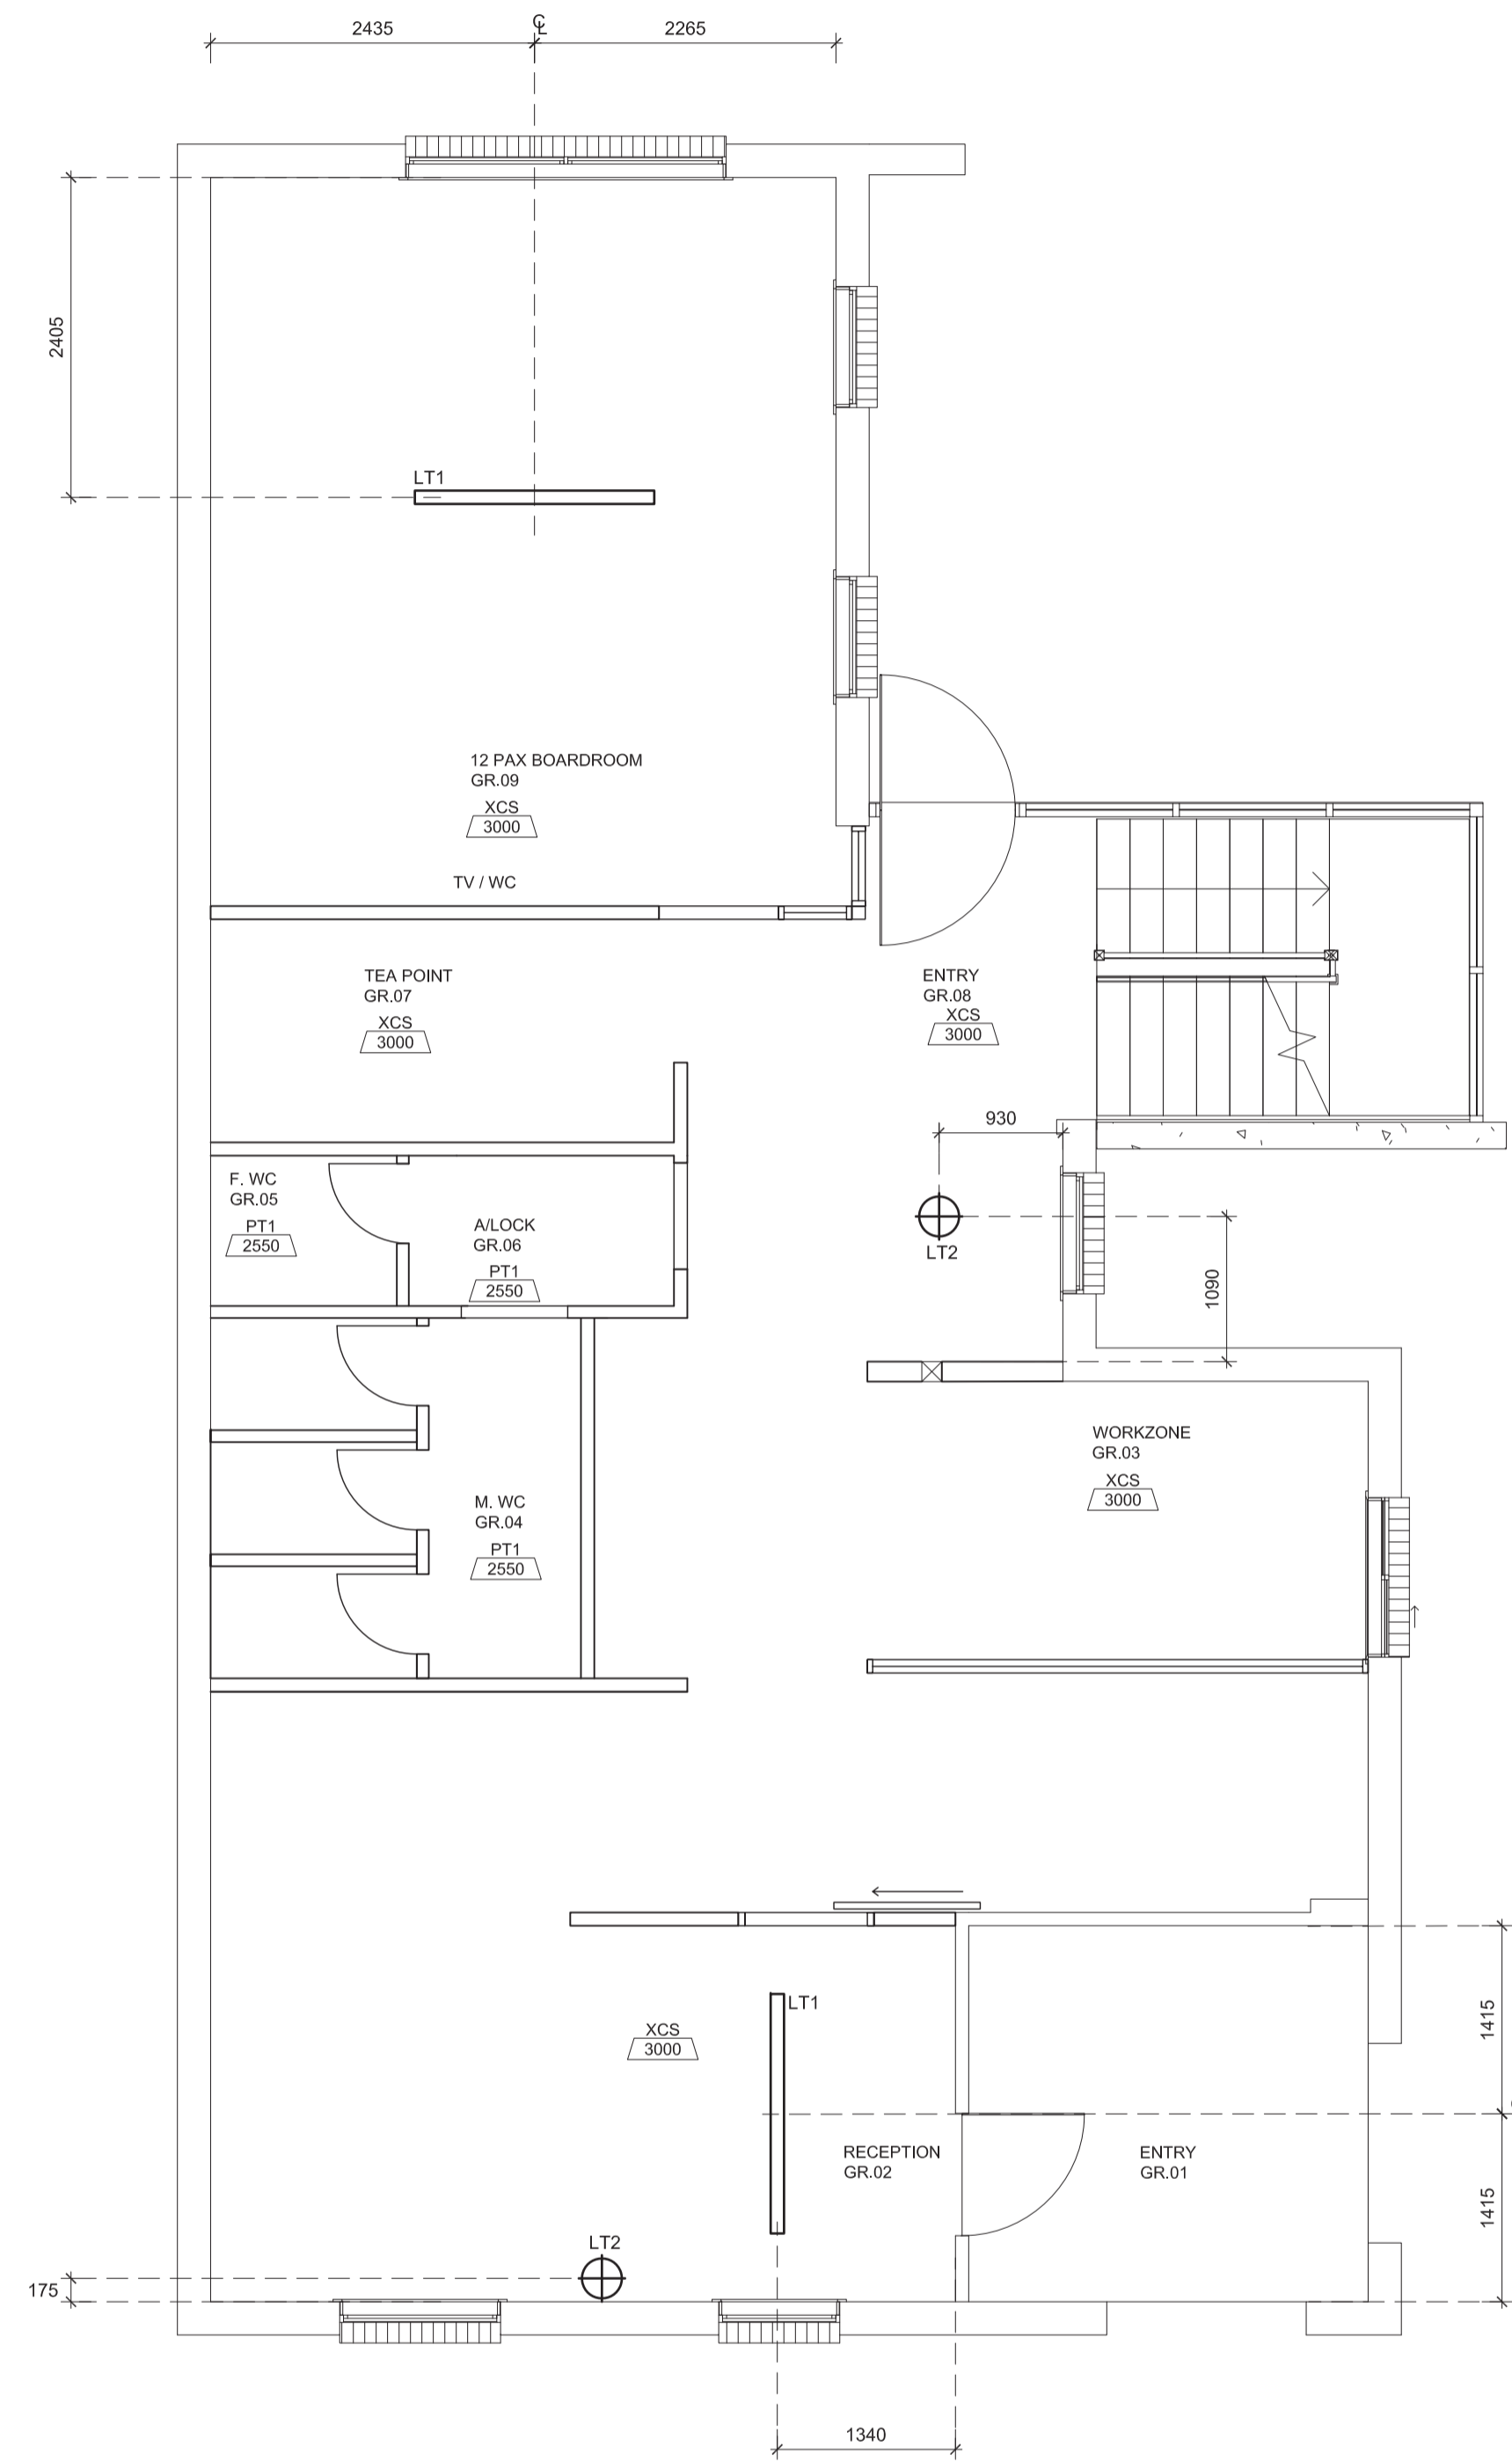 2435
℄
2265
2405
LT1
12 PAX BOARDROOM
GR.09
XCS
3000
TV / WC
TEA POINT
GR.07
XCS
3000
ENTRY
GR.08
XCS
3000
930
F. WC
GR.05
PT1
2550
A/LOCK
GR.06
PT1
2550
LT2
1090
WORKZONE
GR.03
XCS
3000
M. WC
GR.04
PT1
2550
LT1
XCS
3000
1415
RECEPTION
GR.02
ENTRY
GR.01
1415
LT2
175
1340